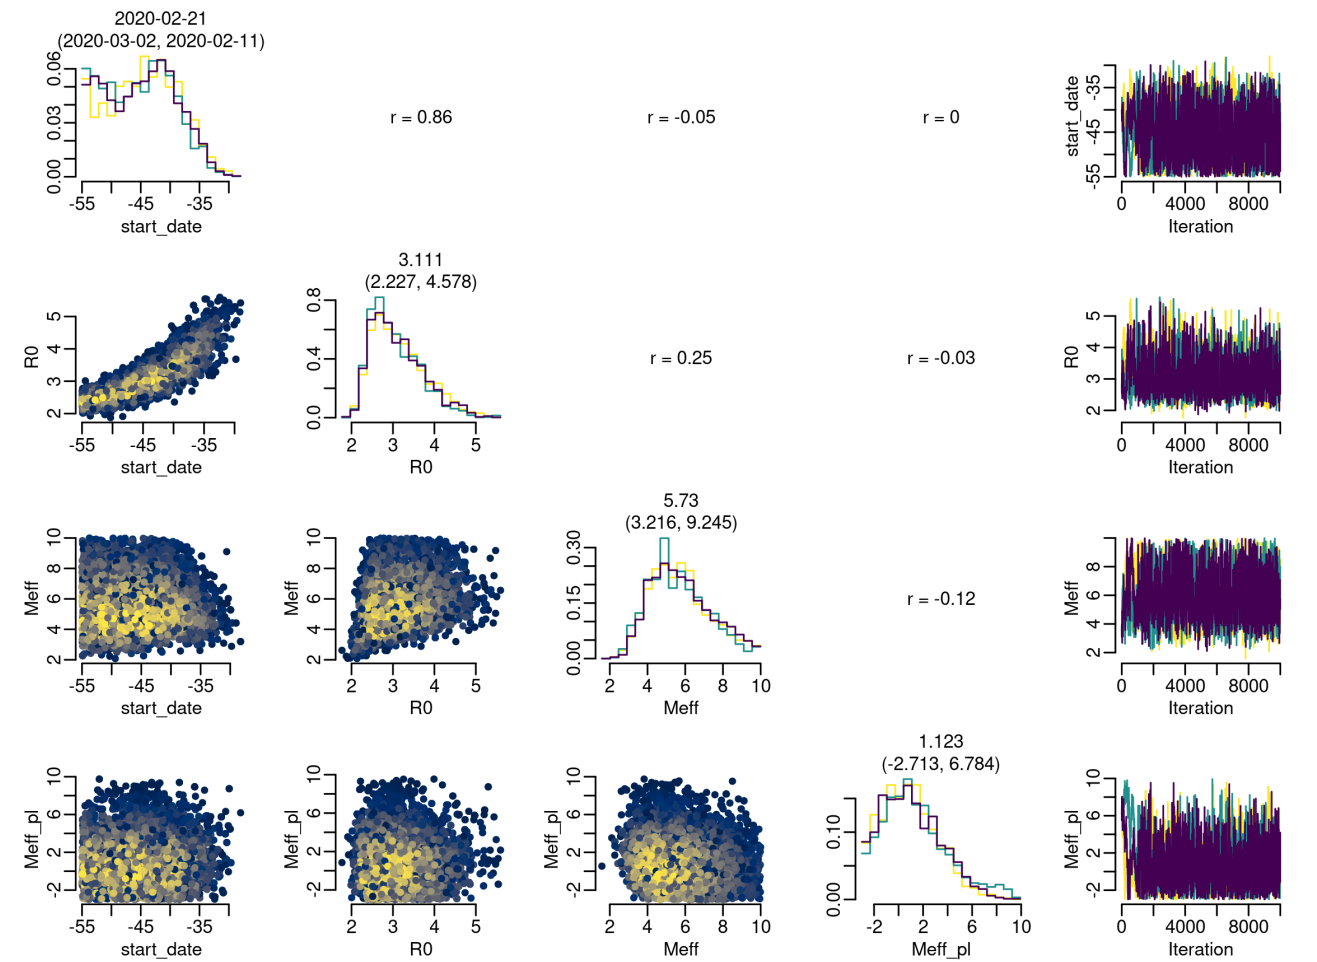 2020-02-21
(2020-03-02, 2020-02-11)
0.00 0.03 0.06
-55 -45 -35
start_date
r = 0.86
r = -0.05
r = 0
start_date
-55 -45 -35
0 4000 8000
Iteration
R0
2 3 4 5
-55 -45 -35
start_date
3.111
(2.227, 4.578)
0.0 0.4 0.8
2 3 4 5
R0
r = 0.25
r = -0.03
R0
2 3 4 5
0 4000 8000
Iteration
Meff
2 4 6 8 10
-55 -45 -35
start_date
Meff
2 4 6 8 10
2 3 4 5
R0
5.73
(3.216, 9.245)
0.00 0.15 0.30
2 4 6 8 10
Meff
r = -0.12
Meff
2 4 6 8
0 4000 8000
Iteration
Meff_pl
-2 2 6 10
-55 -45 -35
start_date
Meff_pl
-2 2 6 10
2 3 4 5
R0
Meff_pl
-2 2 6 10
2 4 6 8 10
Meff
1.123
(-2.713, 6.784)
0.00 0.10
-2 2 6 10
Meff_pl
Meff_pl
-2 2 6 10
0 4000 8000
Iteration